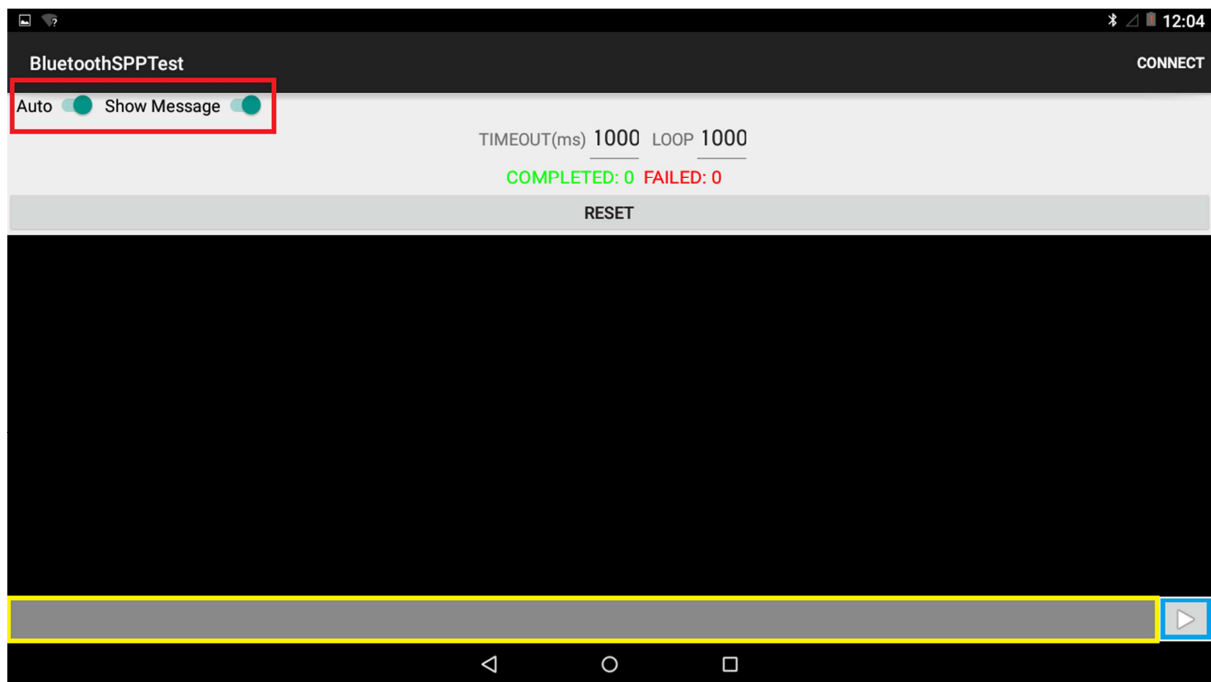 12:04
BluetoothSPPTest CONNECT
Auto Show Message
TIMEOUT(ms) 1000 LOOP 1000
COMPLETED: 0 FAILED: 0
RESET